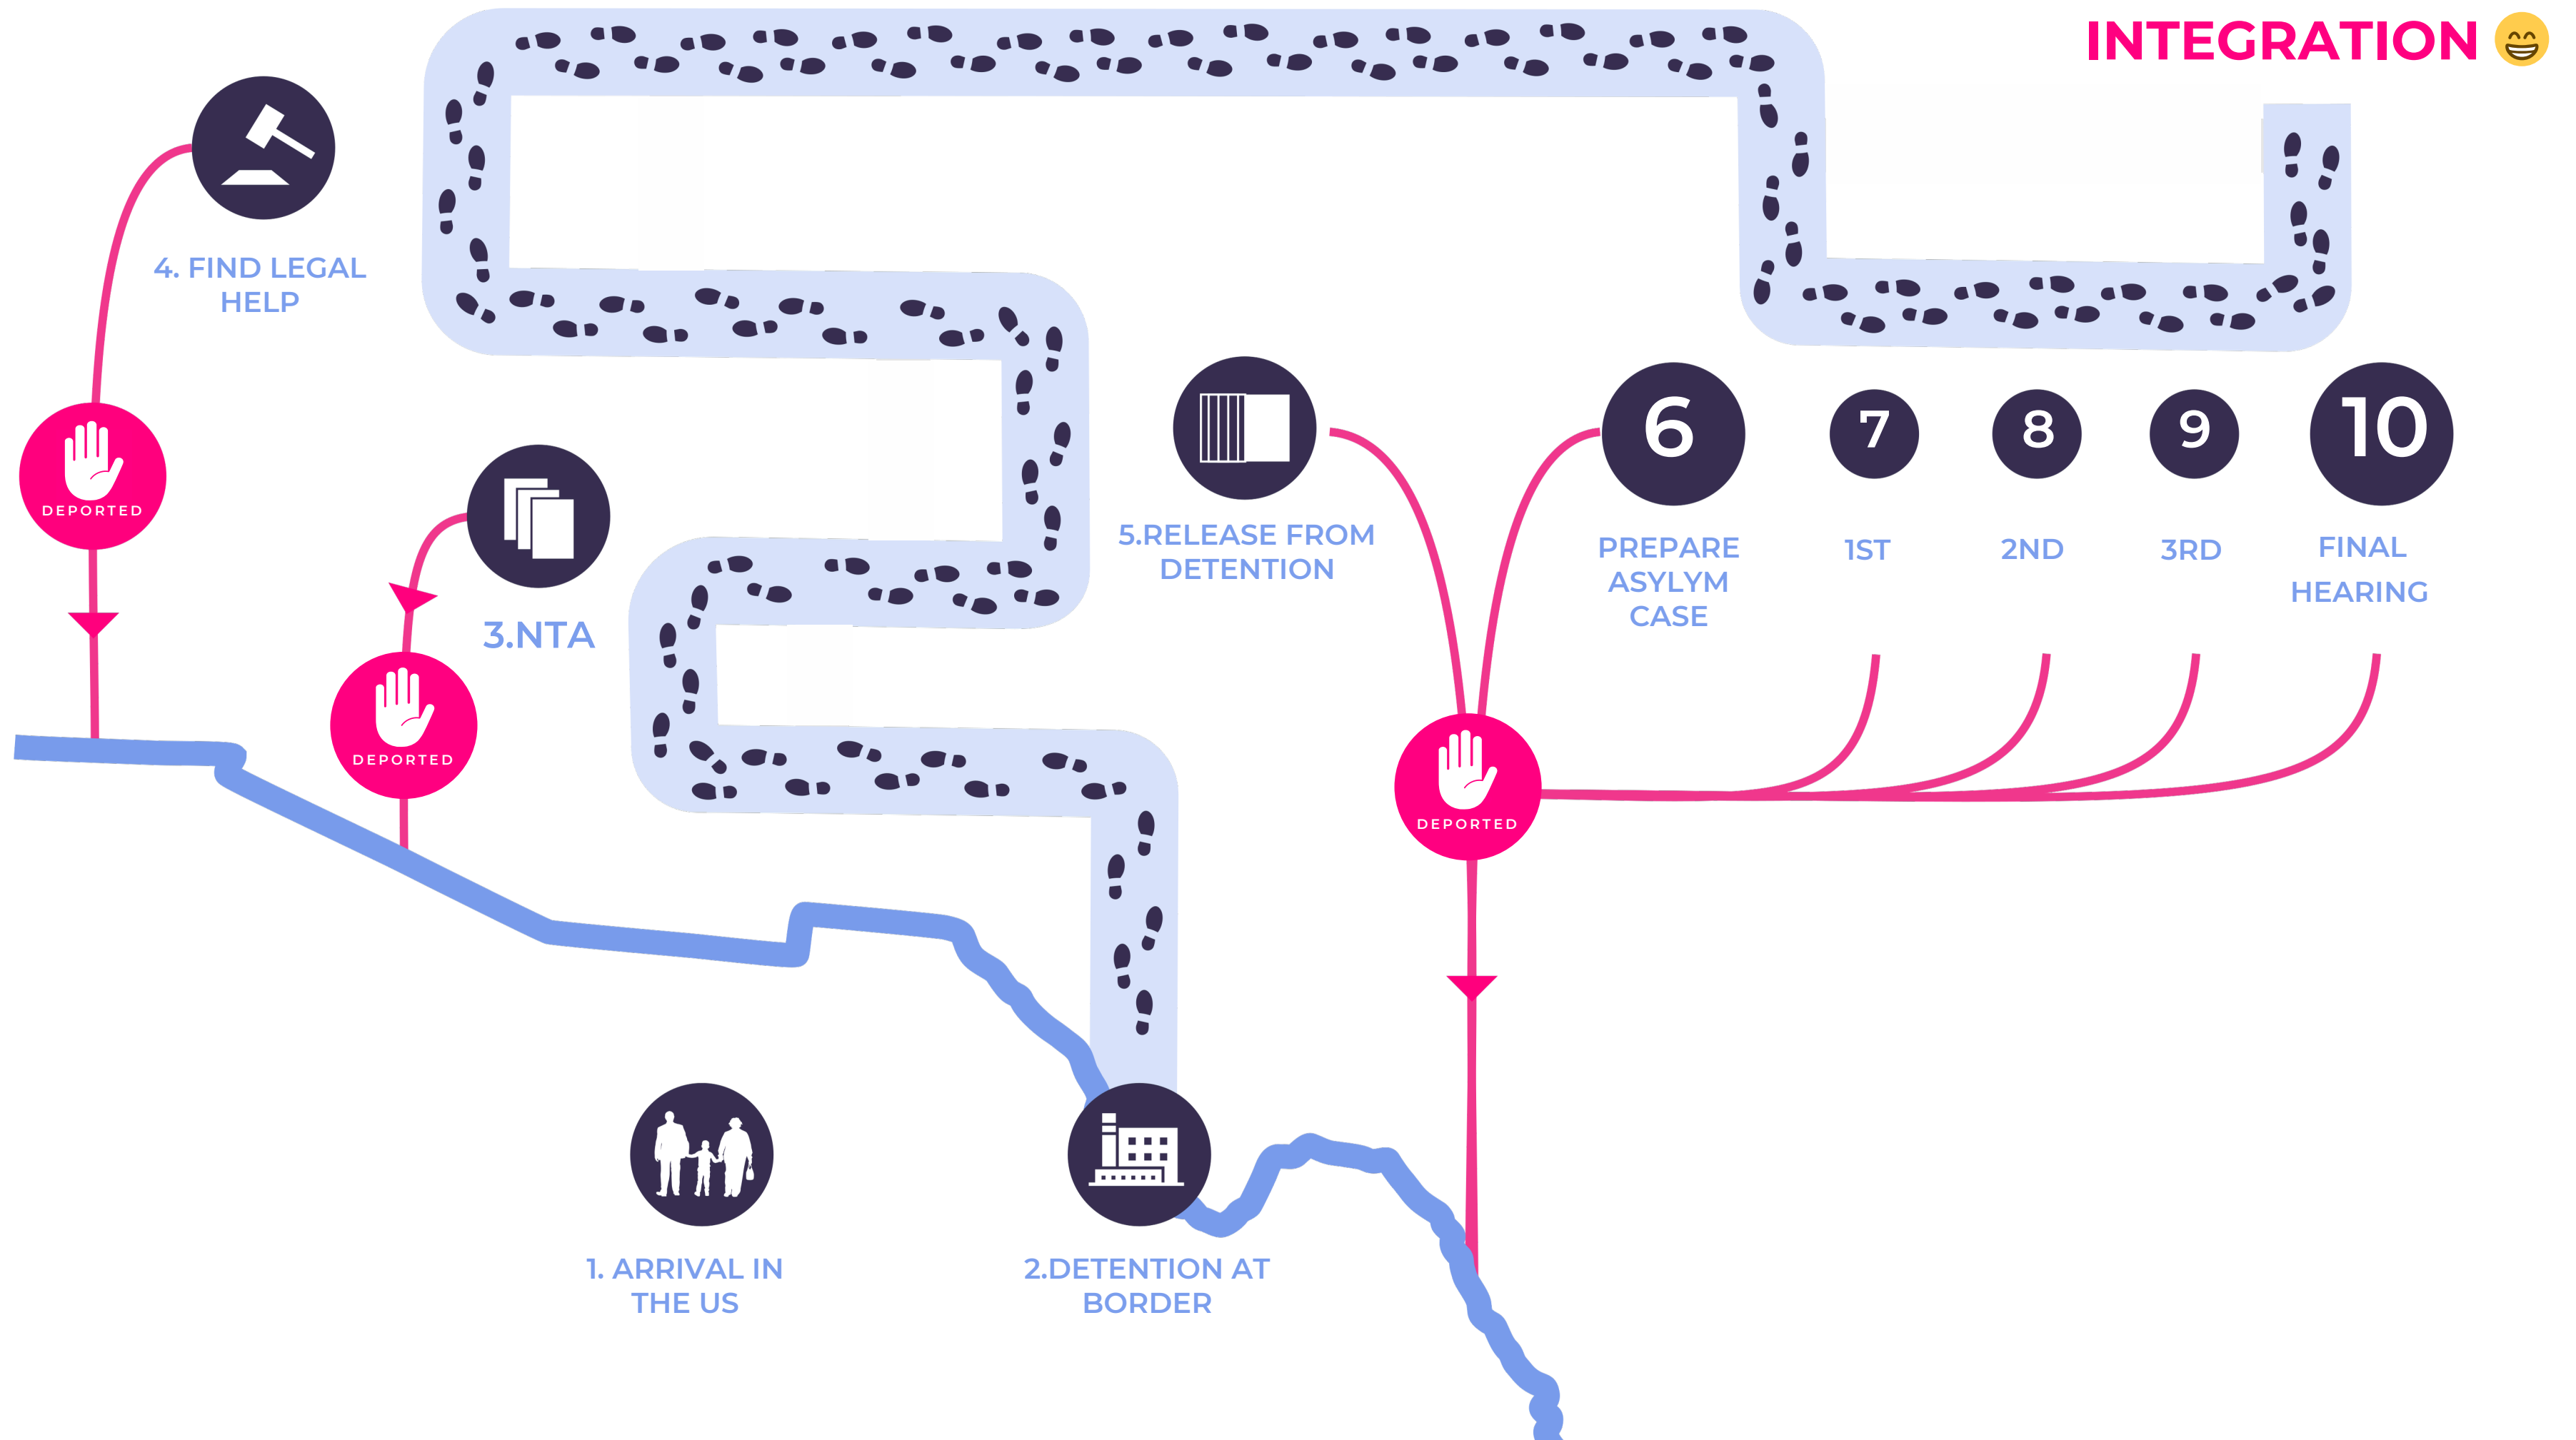 INTEGRATION
4. FIND LEGAL
HELP
DEPORTED
3.NTA
DEPORTED
5.RELEASE FROM
DETENTION
6
PREPARE
ASYLYM
CASE
7
1ST
8
2ND
9
3RD
10
FINAL
HEARING
DEPORTED
1. ARRIVAL IN
THE US
2.DETENTION AT
BORDER